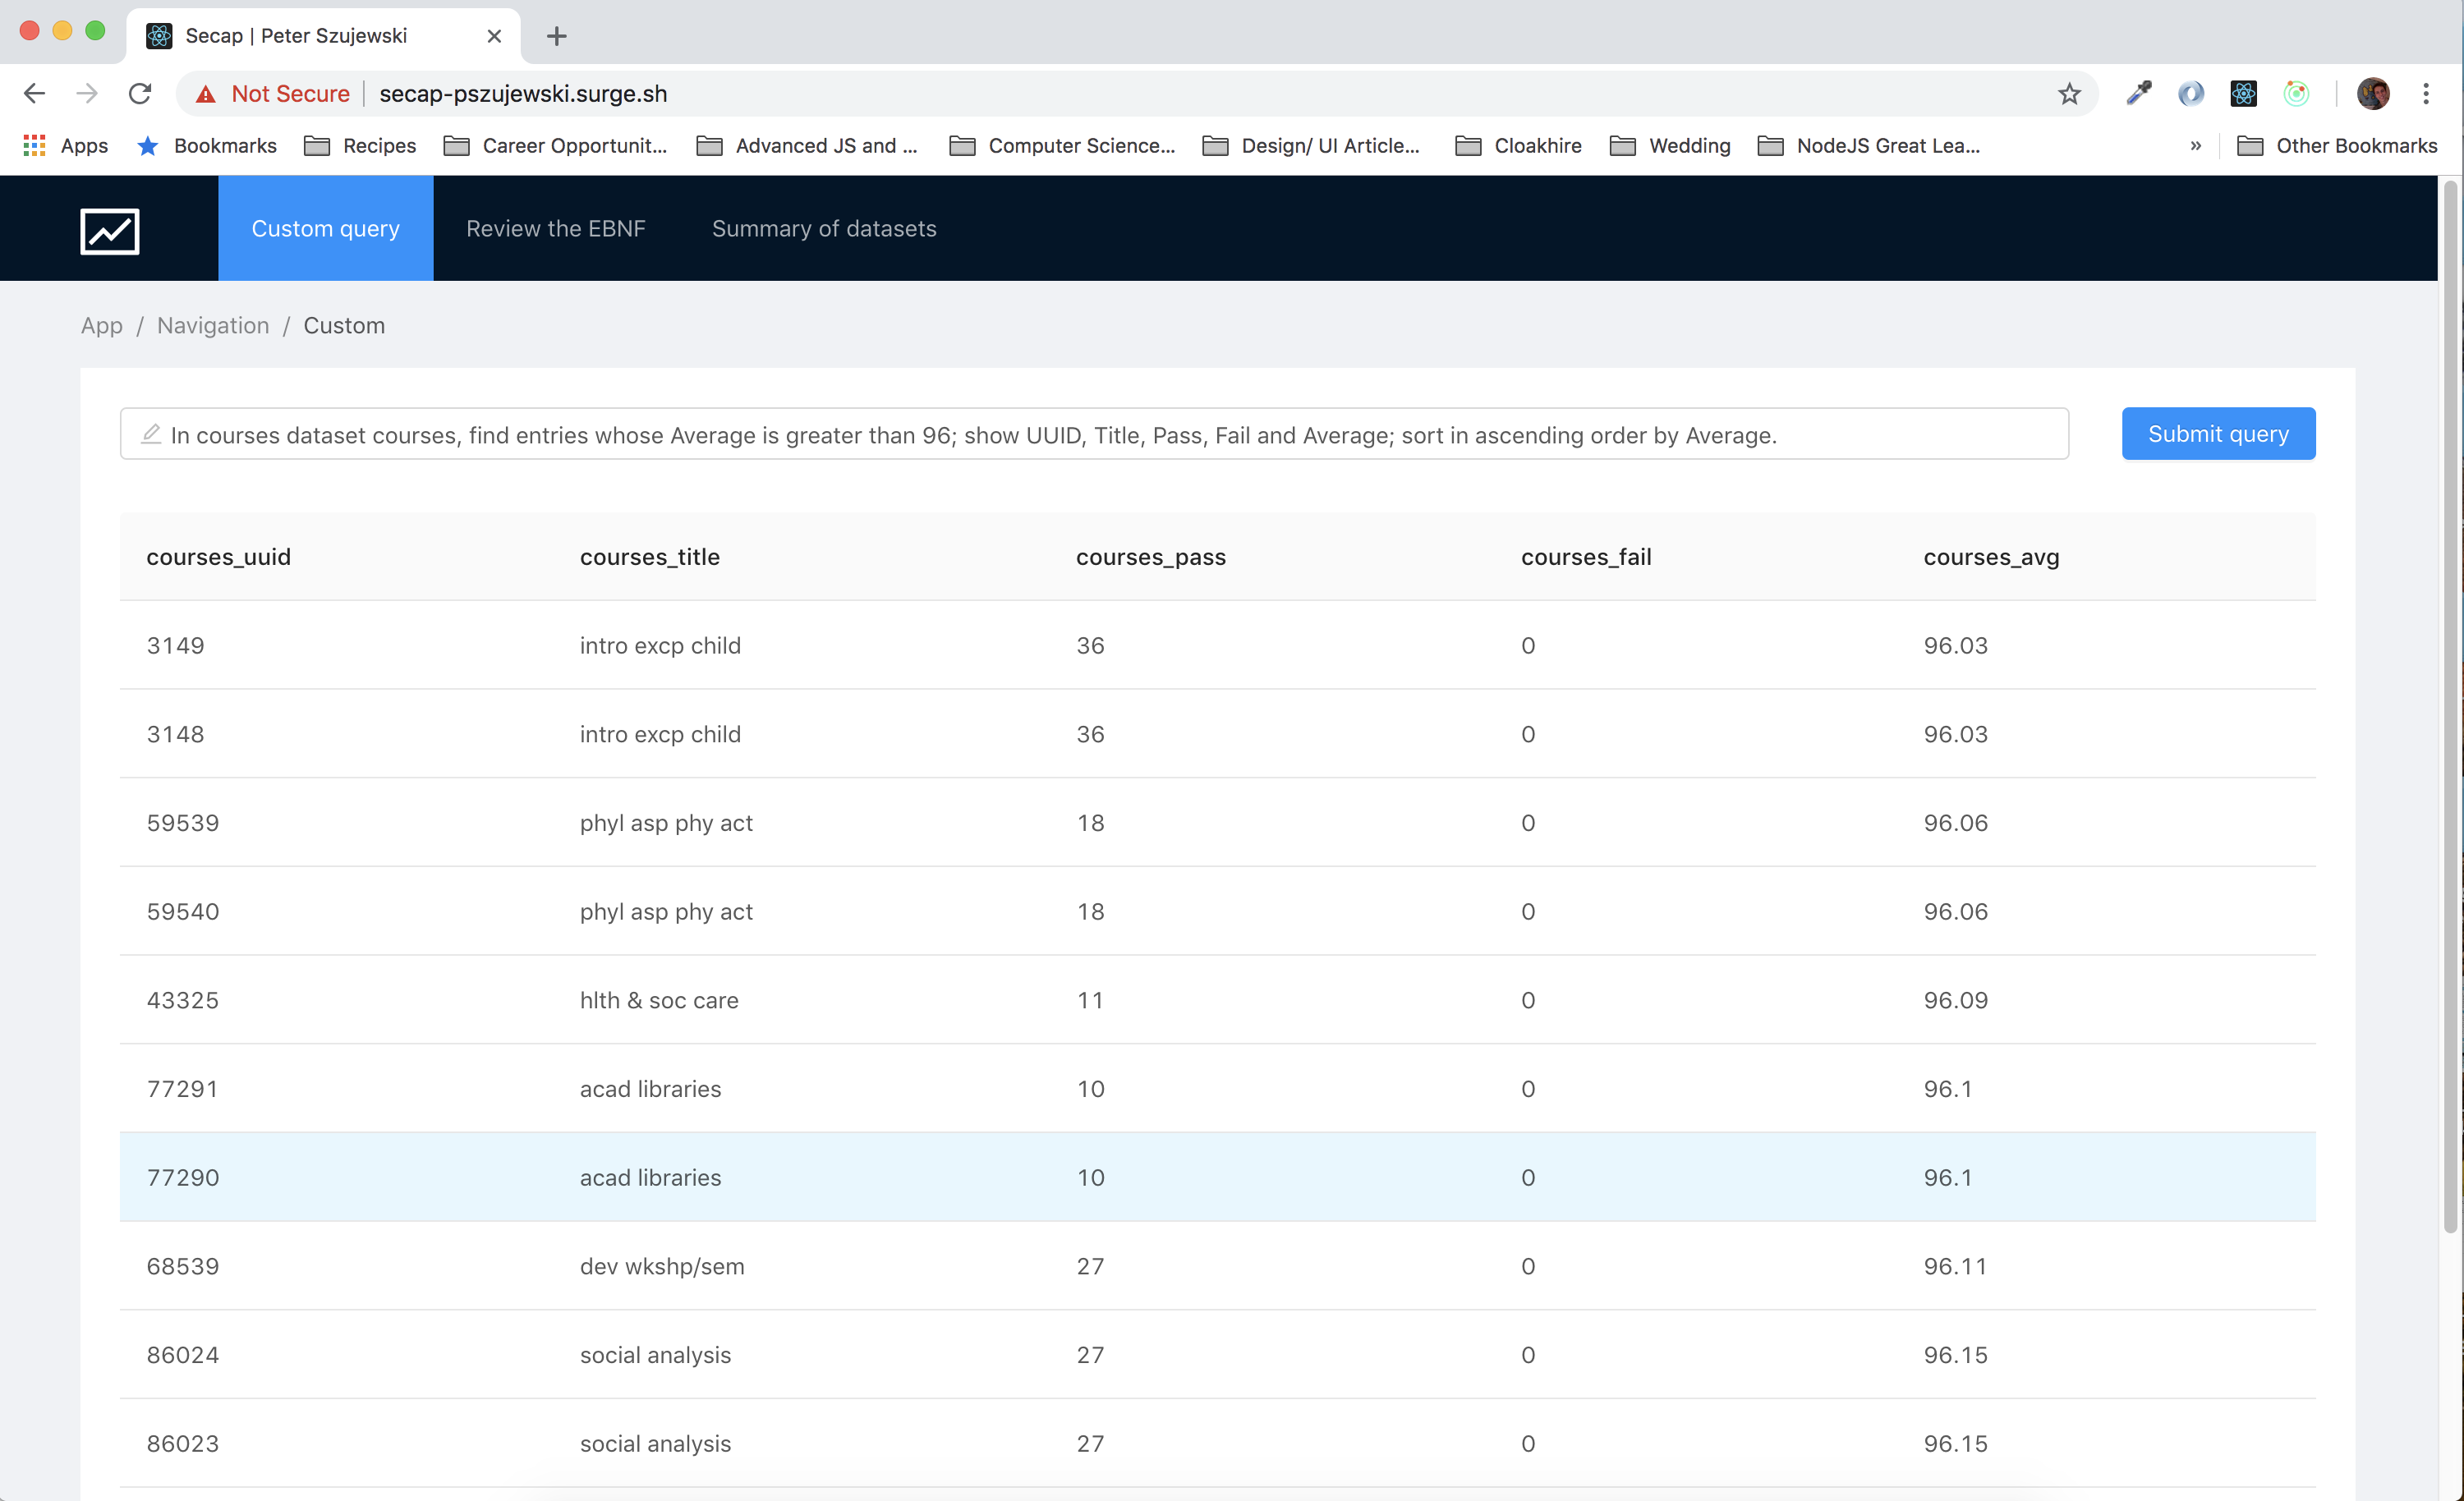 Secap | Peter Szujewski
Not Secure secap-pszujewski.surge.sh
Apps Bookmarks Recipes Career Opportunit... Advanced JS and ... Computer Science... Design/ UI Article... Cloakhire Wedding NodeJS Great Lea... » Other Bookmarks
Custom query Review the EBNF Summary of datasets
App / Navigation / Custom
In courses dataset courses, find entries whose Average is greater than 96; show UUID, Title, Pass, Fail and Average; sort in ascending order by Average. Submit query
courses_uuid courses_title courses_pass courses_fail courses_avg
3149 intro excp child 36 0 96.03
3148 intro excp child 36 0 96.03
59539 phyl asp phy act 18 0 96.06
59540 phyl asp phy act 18 0 96.06
43325 hlth & soc care 11 0 96.09
77291 acad libraries 10 0 96.1
77290 acad libraries 10 0 96.1
68539 dev wkshp/sem 27 0 96.11
86024 social analysis 27 0 96.15
86023 social analysis 27 0 96.15